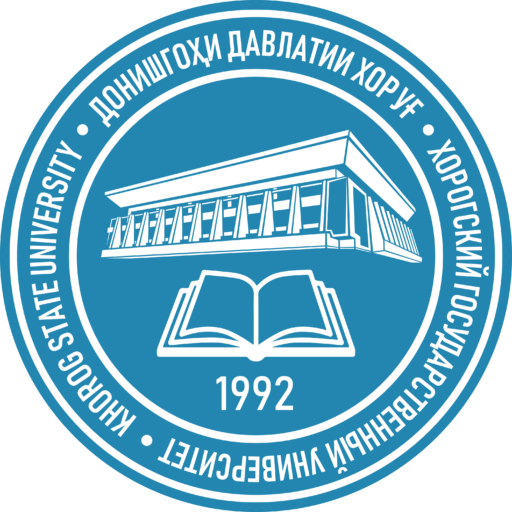 ДОНИШГОҲИ ДАВЛАТИИ ХОРУҒ
ХОРОГСКИЙ ГОСУДАРСТВЕННЫЙ УНИВЕРСИТЕТ
KHOROG STATE UNIVERSITY
1992